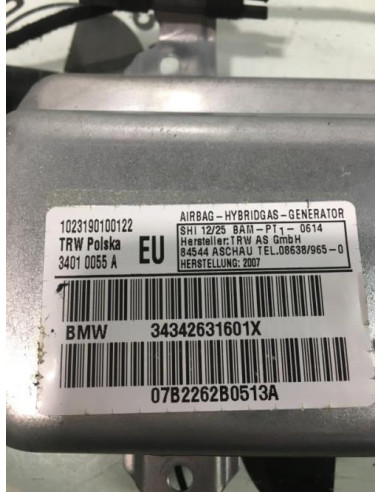 1023190100122
TRW Polska
3401 0055 A
EU
AIRBAG-HYBRIDGAS-GENERATOR
SHI 12/25 BAM-PT1- 0614
Hersteller:TRW AS GmbH
84544 ASCHAU TEL.08638/965-0
HERSTELLUNG: 2007
BMW 34342631601X
07B2262B0513A